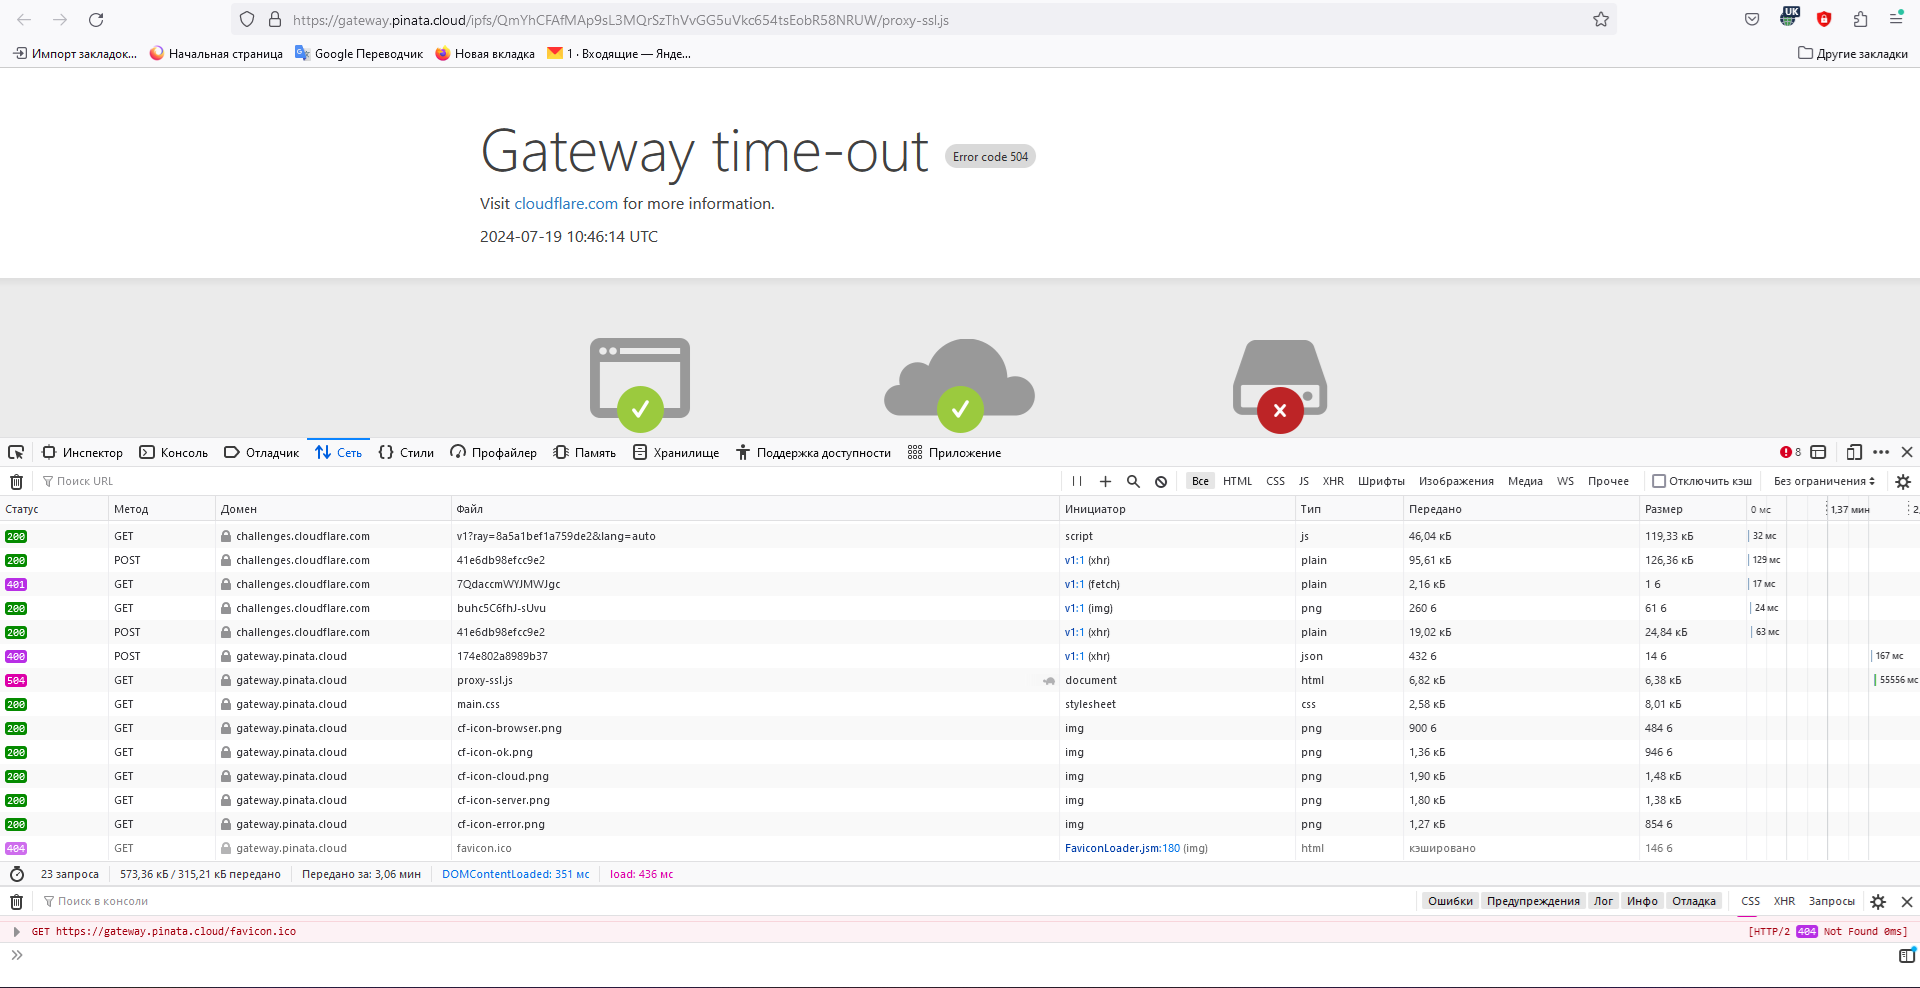 https://gateway.pinata.cloud/ipfs/QmYhCFAfMAp9sL3MQrSzThVvGG5uVkc654tsEobR58NRUW/proxy-ssl.js
UK
Импорт закладок... Начальная страница Google Переводчик Новая вкладка 1 · Входящие — Янде... Другие закладки
Gateway time-out Error code 504
Visit cloudflare.com for more information.
2024-07-19 10:46:14 UTC
Инспектор Консоль Отладчик Сеть Стили Профайлер Память Хранилище Поддержка доступности Приложение 8
Поиск URL Все HTML CSS JS XHR Шрифты Изображения Медиа WS Прочее Отключить кэш Без ограничения
Статус Метод Домен Файл Инициатор Тип Передано Размер 0 мс 1,37 мин 2,
200 GET challenges.cloudflare.com v1?ray=8a5a1bef1a759de2&lang=auto script js 46,04 кБ 119,33 кБ 32 мс
200 POST challenges.cloudflare.com 41e6db98efcc9e2 v1:1 (xhr) plain 95,61 кБ 126,36 кБ 129 мс
401 GET challenges.cloudflare.com 7QdaccmWYJMWJgc v1:1 (fetch) plain 2,16 кБ 1 б 17 мс
200 GET challenges.cloudflare.com buhc5C6fhJ-sUvu v1:1 (img) png 260 б 61 б 24 мс
200 POST challenges.cloudflare.com 41e6db98efcc9e2 v1:1 (xhr) plain 19,02 кБ 24,84 кБ 63 мс
400 POST gateway.pinata.cloud 174e802a8989b37 v1:1 (xhr) json 432 б 14 б 167 мс
504 GET gateway.pinata.cloud proxy-ssl.js document html 6,82 кБ 6,38 кБ 55556 мс
200 GET gateway.pinata.cloud main.css stylesheet css 2,58 кБ 8,01 кБ
200 GET gateway.pinata.cloud cf-icon-browser.png img png 900 б 484 б
200 GET gateway.pinata.cloud cf-icon-ok.png img png 1,36 кБ 946 б
200 GET gateway.pinata.cloud cf-icon-cloud.png img png 1,90 кБ 1,48 кБ
200 GET gateway.pinata.cloud cf-icon-server.png img png 1,80 кБ 1,38 кБ
200 GET gateway.pinata.cloud cf-icon-error.png img png 1,27 кБ 854 б
404 GET gateway.pinata.cloud favicon.ico FaviconLoader.jsm:180 (img) html кэшировано 146 б
23 запроса 573,36 кБ / 315,21 кБ передано Передано за: 3,06 мин DOMContentLoaded: 351 мс load: 436 мс
Поиск в консоли Ошибки Предупреждения Лог Инфо Отладка CSS XHR Запросы
GET https://gateway.pinata.cloud/favicon.ico [HTTP/2 404 Not Found 0ms]